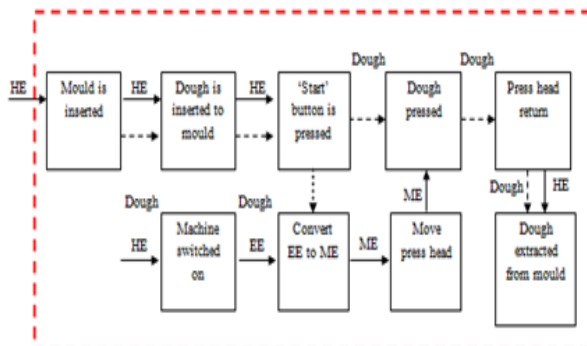 Dough
Dough
HE
Mould is
inserted
HE
Dough is
inserted to
mould
HE
‘Start’
button is
pressed
Dough
pressed
Press head
return
Dough
HE
ME
Dough
HE
Machine
switched
on
Dough
EE
Convert
EE to ME
ME
Move
press head
Dough
extracted
from mould